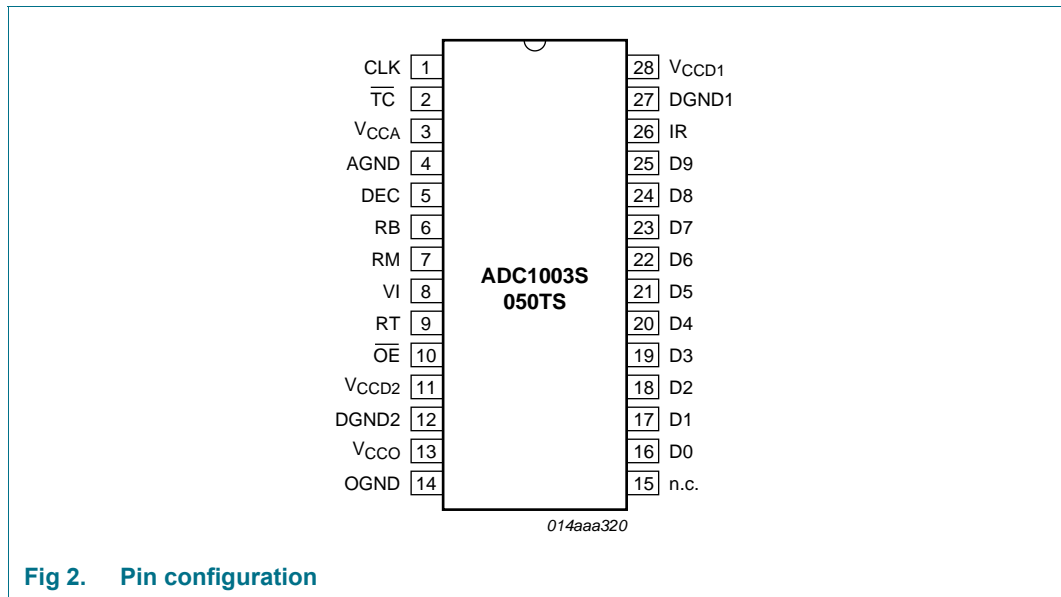 CLK 1
T̅C̅ 2
VCCA 3
AGND 4
DEC 5
RB 6
RM 7
VI 8
RT 9
O̅E̅ 10
VCCD2 11
DGND2 12
VCCO 13
OGND 14
ADC1003S
050TS
28 VCCD1
27 DGND1
26 IR
25 D9
24 D8
23 D7
22 D6
21 D5
20 D4
19 D3
18 D2
17 D1
16 D0
15 n.c.
014aaa320
Fig 2. Pin configuration